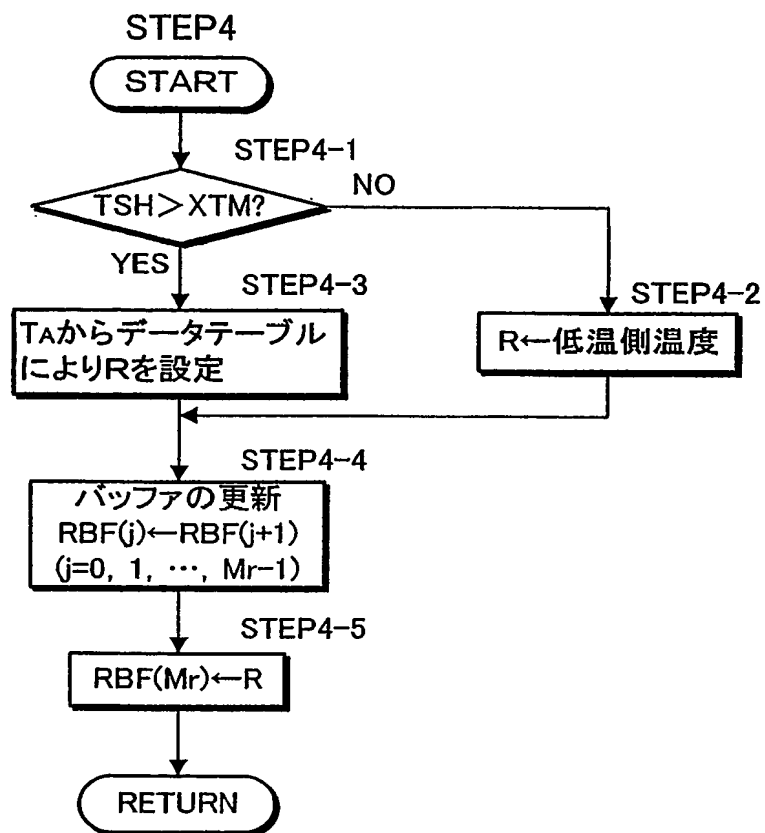 STEP4
START
STEP4-1
TSH＞XTM?
NO
YES
STEP4-3
TAからデータテーブル
によりRを設定
STEP4-2
R←低温側温度
STEP4-4
バッファの更新
RBF(j)←RBF(j+1)
(j=0, 1, …, Mr-1)
STEP4-5
RBF(Mr)←R
RETURN